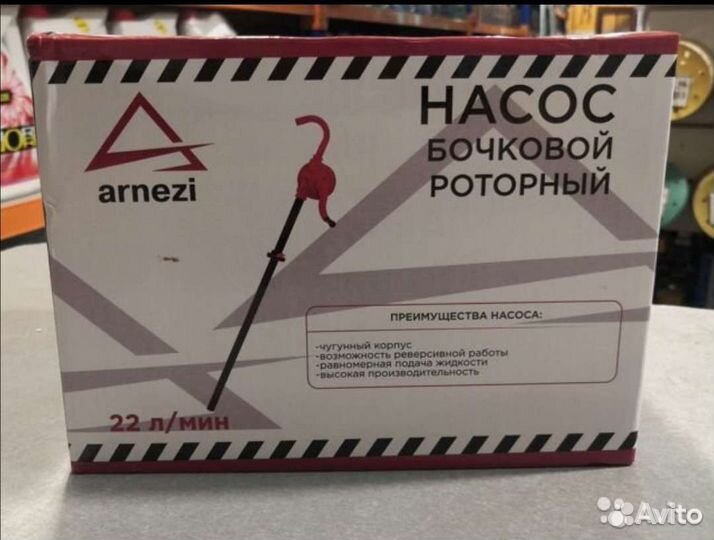 НАСОС
БОЧКОВОЙ
РОТОРНЫЙ
arnezi
ПРЕИМУЩЕСТВА НАСОСА:
-чугунный корпус
-возможность реверсивной работы
-равномерная подача жидкости
-высокая производительность
22 л/мин
Avito